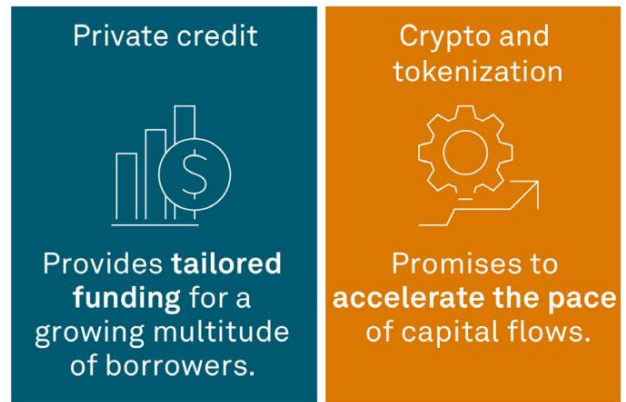 Private credit
$
Provides tailored
funding for a
growing multitude
of borrowers.
Crypto and
tokenization
Promises to
accelerate the pace
of capital flows.